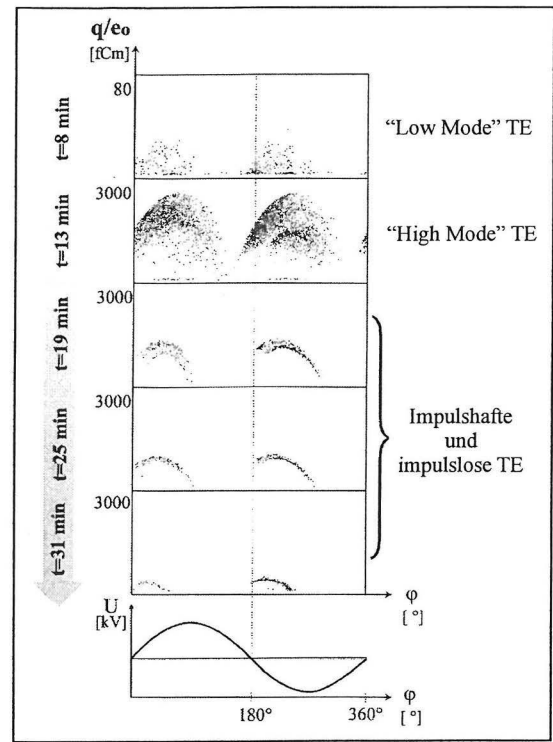 q/eo
[fCm]
80
t=8 min
"Low Mode" TE
3000
t=13 min
"High Mode" TE
3000
t=19 min
3000
t=25 min
Impulshafte
und
impulslose TE
3000
t=31 min
φ
[ °]
U
[kV]
φ
[ °]
180°
360°